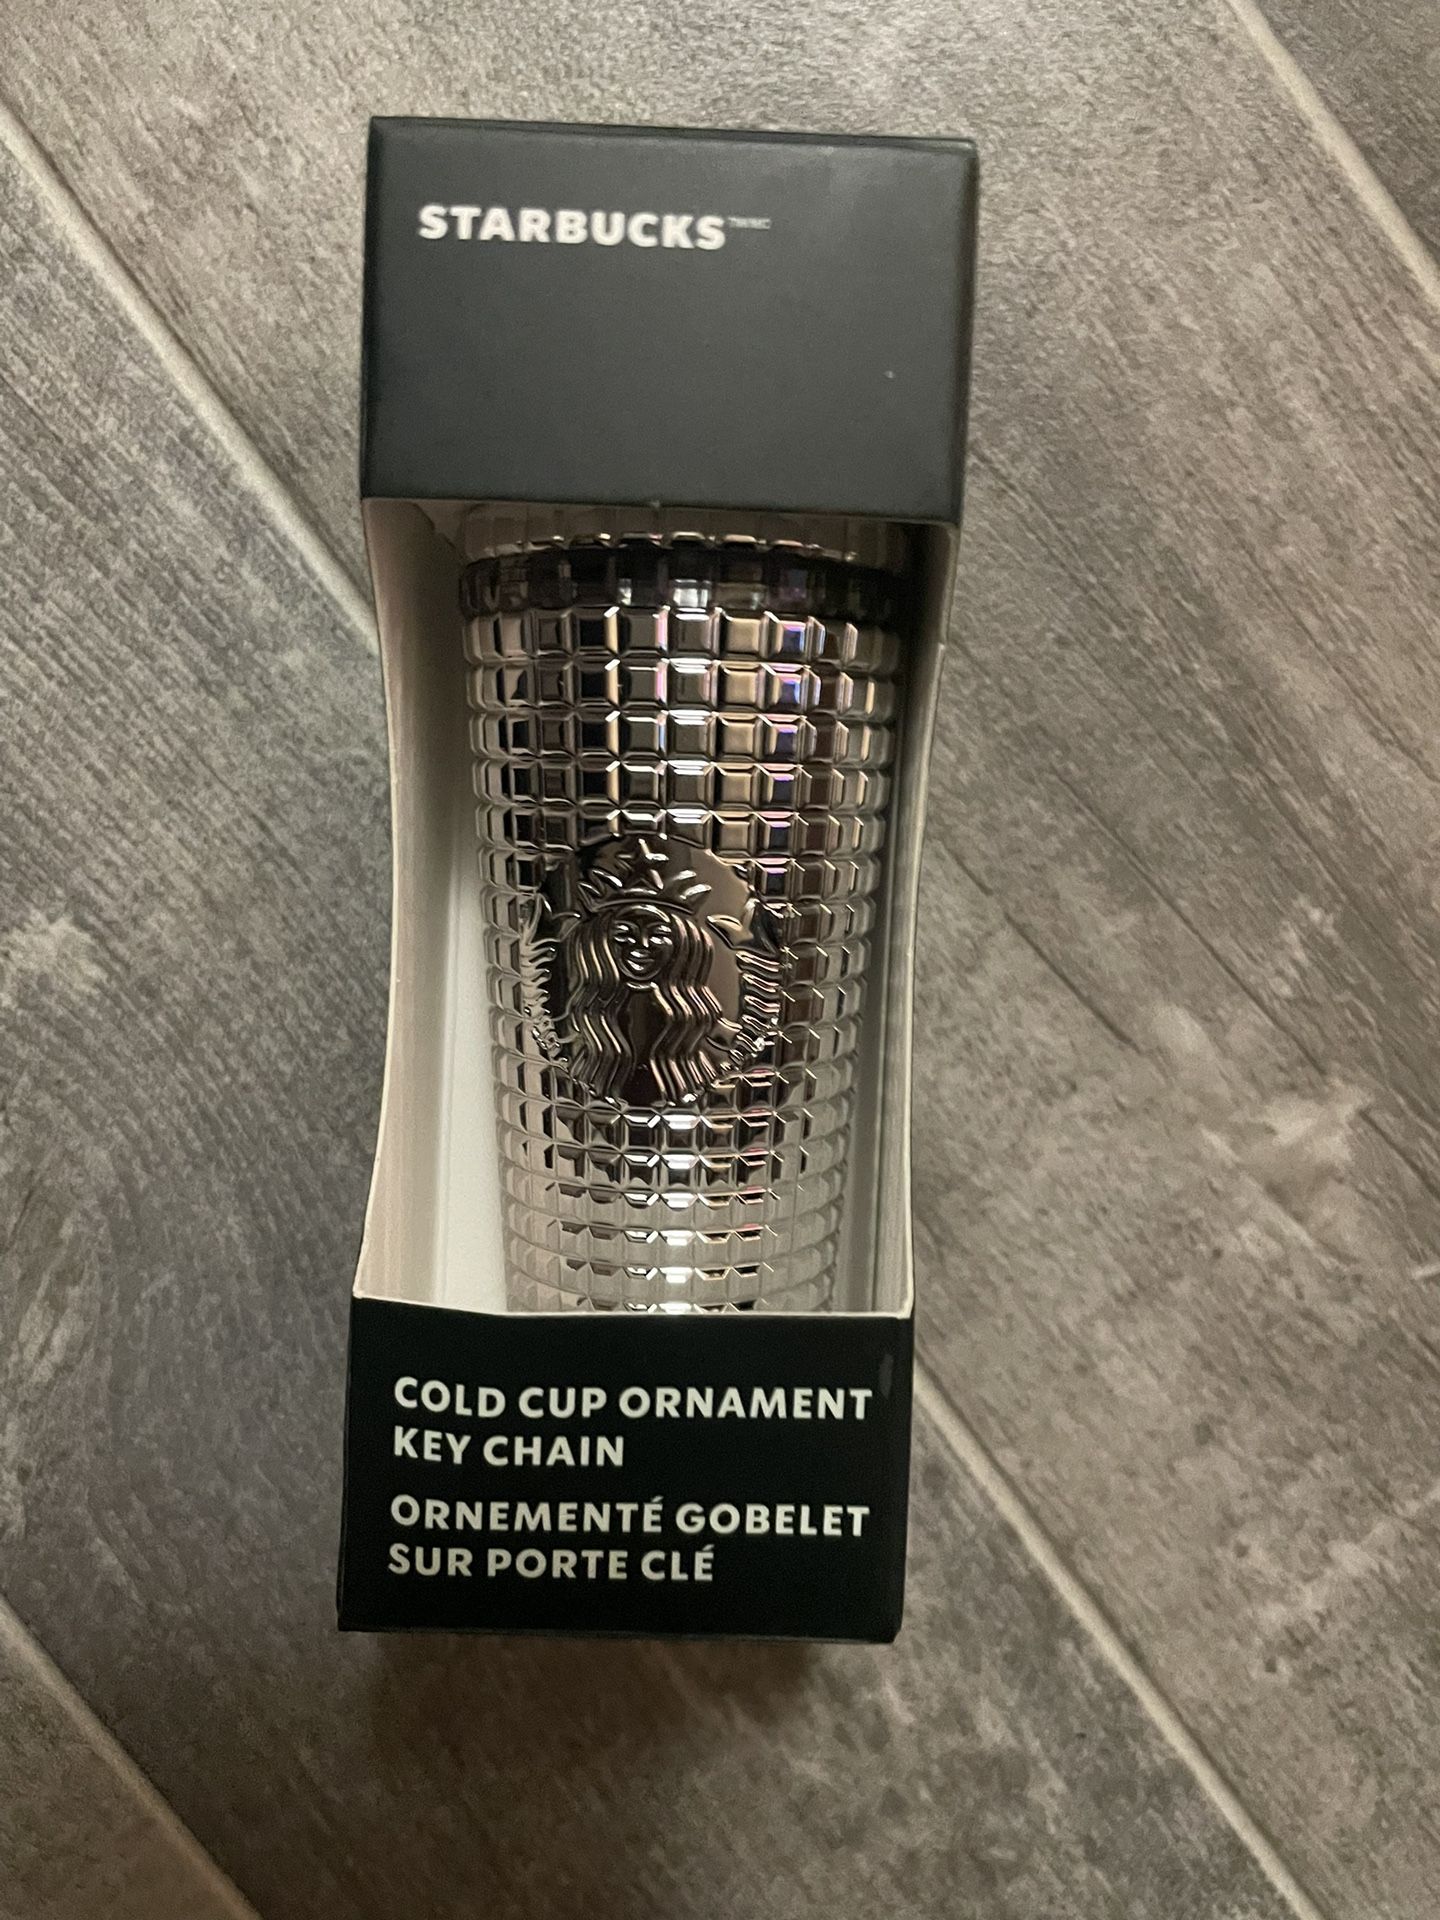 STARBUCKS
COLD CUP ORNAMENT
KEY CHAIN
ORNEMENTÉ GOBELET
SUR PORTE CLÉ